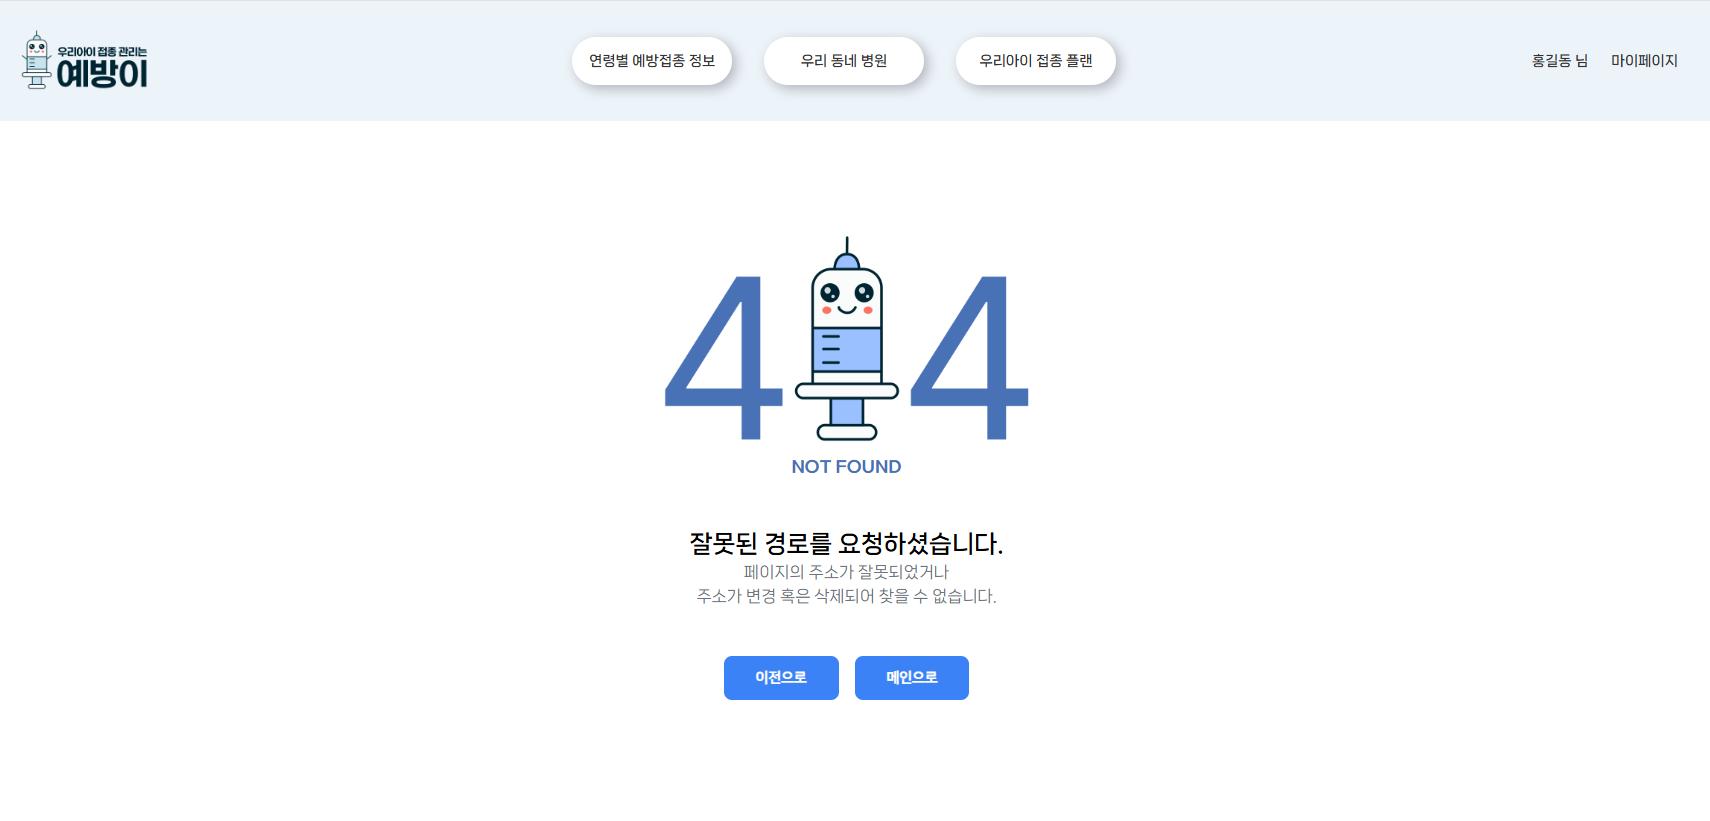 우리아이 접종 관리는
예방이
연령별 예방접종 정보
우리 동네 병원
우리아이 접종 플랜
홍길동 님
마이페이지
4 4
NOT FOUND
잘못된 경로를 요청하셨습니다.
페이지의 주소가 잘못되었거나
주소가 변경 혹은 삭제되어 찾을 수 없습니다.
이전으로
메인으로